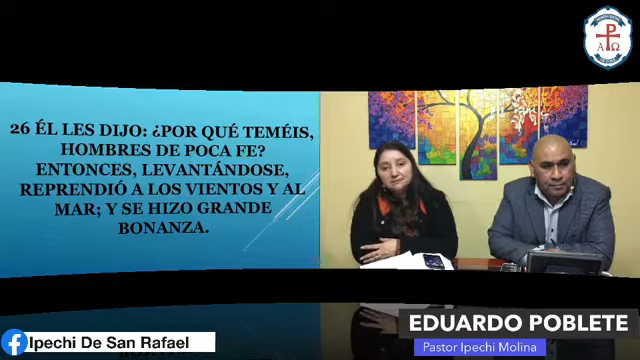 26 ÉL LES DIJO: ¿POR QUÉ TEMÉIS,
HOMBRES DE POCA FE?
ENTONCES, LEVANTÁNDOSE,
REPRENDIÓ A LOS VIENTOS Y AL
MAR; Y SE HIZO GRANDE
BONANZA.
Ipechi De San Rafael
EDUARDO POBLETE
Pastor Ipechi Molina